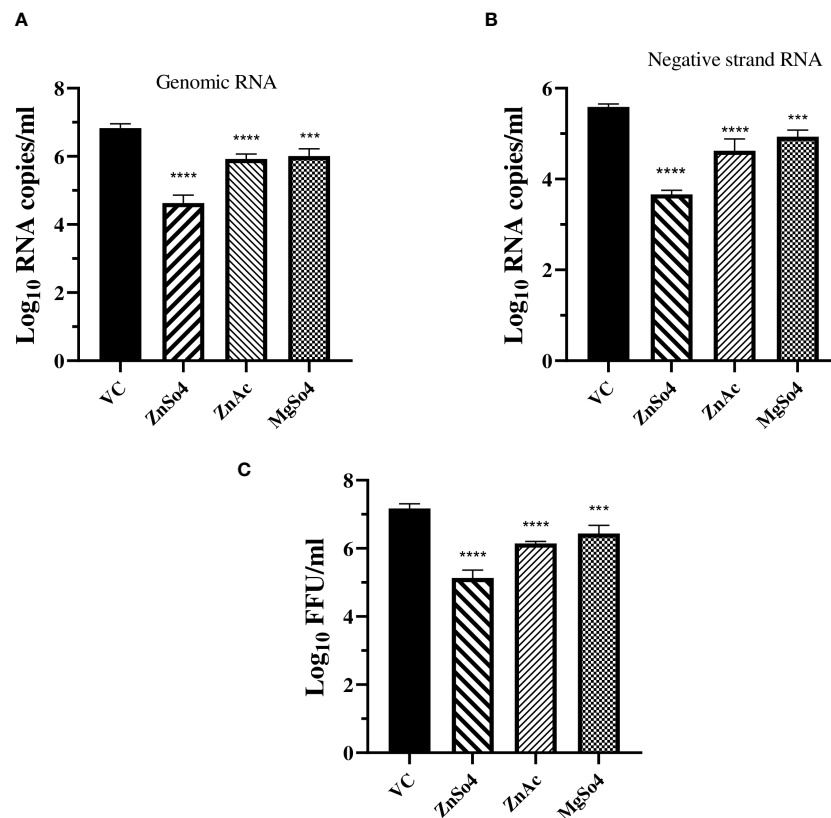 A
Genomic RNA
Log10 RNA copies/ml
8
6
4
2
0
****
****
***
VC
ZnSo4
ZnAc
MgSo4
B
Negative strand RNA
Log10 RNA copies/ml
6
4
2
0
****
****
***
VC
ZnSo4
ZnAc
MgSo4
C
Log10 FFU/ml
8
6
4
2
0
****
****
***
VC
ZnSo4
ZnAc
MgSo4